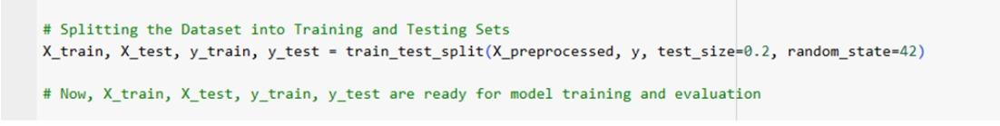 # Splitting the Dataset into Training and Testing Sets
X_train, X_test, y_train, y_test = train_test_split(X_preprocessed, y, test_size=0.2, random_state=42)
# Now, X_train, X_test, y_train, y_test are ready for model training and evaluation